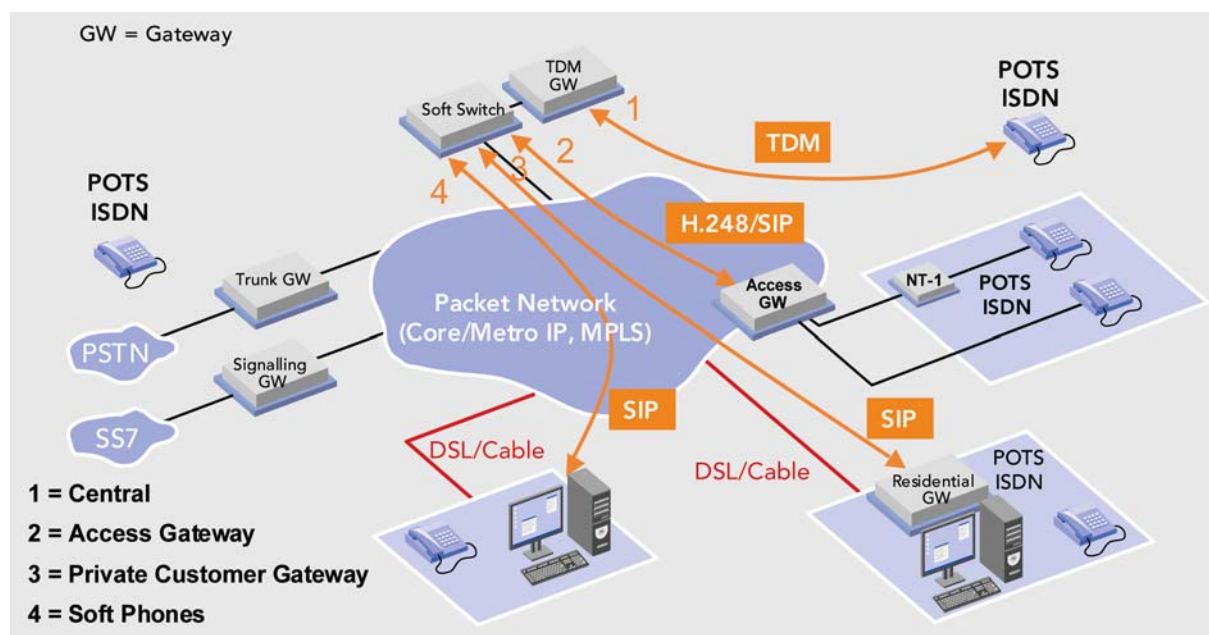 GW = Gateway
TDM
GW
Soft Switch
1
2
3
4
TDM
POTS
ISDN
POTS
ISDN
H.248/SIP
Trunk GW
Access
GW
NT-1
POTS
ISDN
Packet Network
(Core/Metro IP, MPLS)
PSTN
Signalling
GW
SS7
SIP
SIP
DSL/Cable
DSL/Cable
Residential
GW
POTS
ISDN
1 = Central
2 = Access Gateway
3 = Private Customer Gateway
4 = Soft Phones